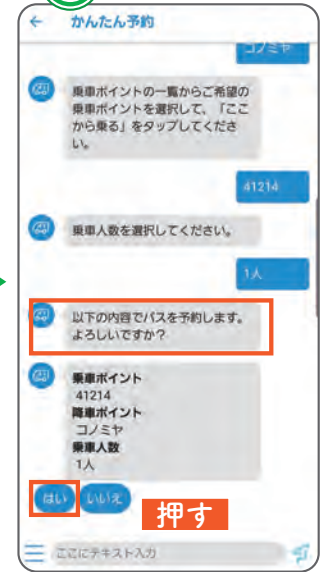 ← かんたん予約
コノミヤ
乗車ポイントの一覧からご希望の
乗車ポイントを選択して、「ここ
から乗る」をタップしてくださ
い。
41214
乗車人数を選択してください。
1人
以下の内容でバスを予約します。
よろしいですか？
乗車ポイント
41214
降車ポイント
コノミヤ
乗車人数
1人
はい いいえ
押す
ここにテキスト入力